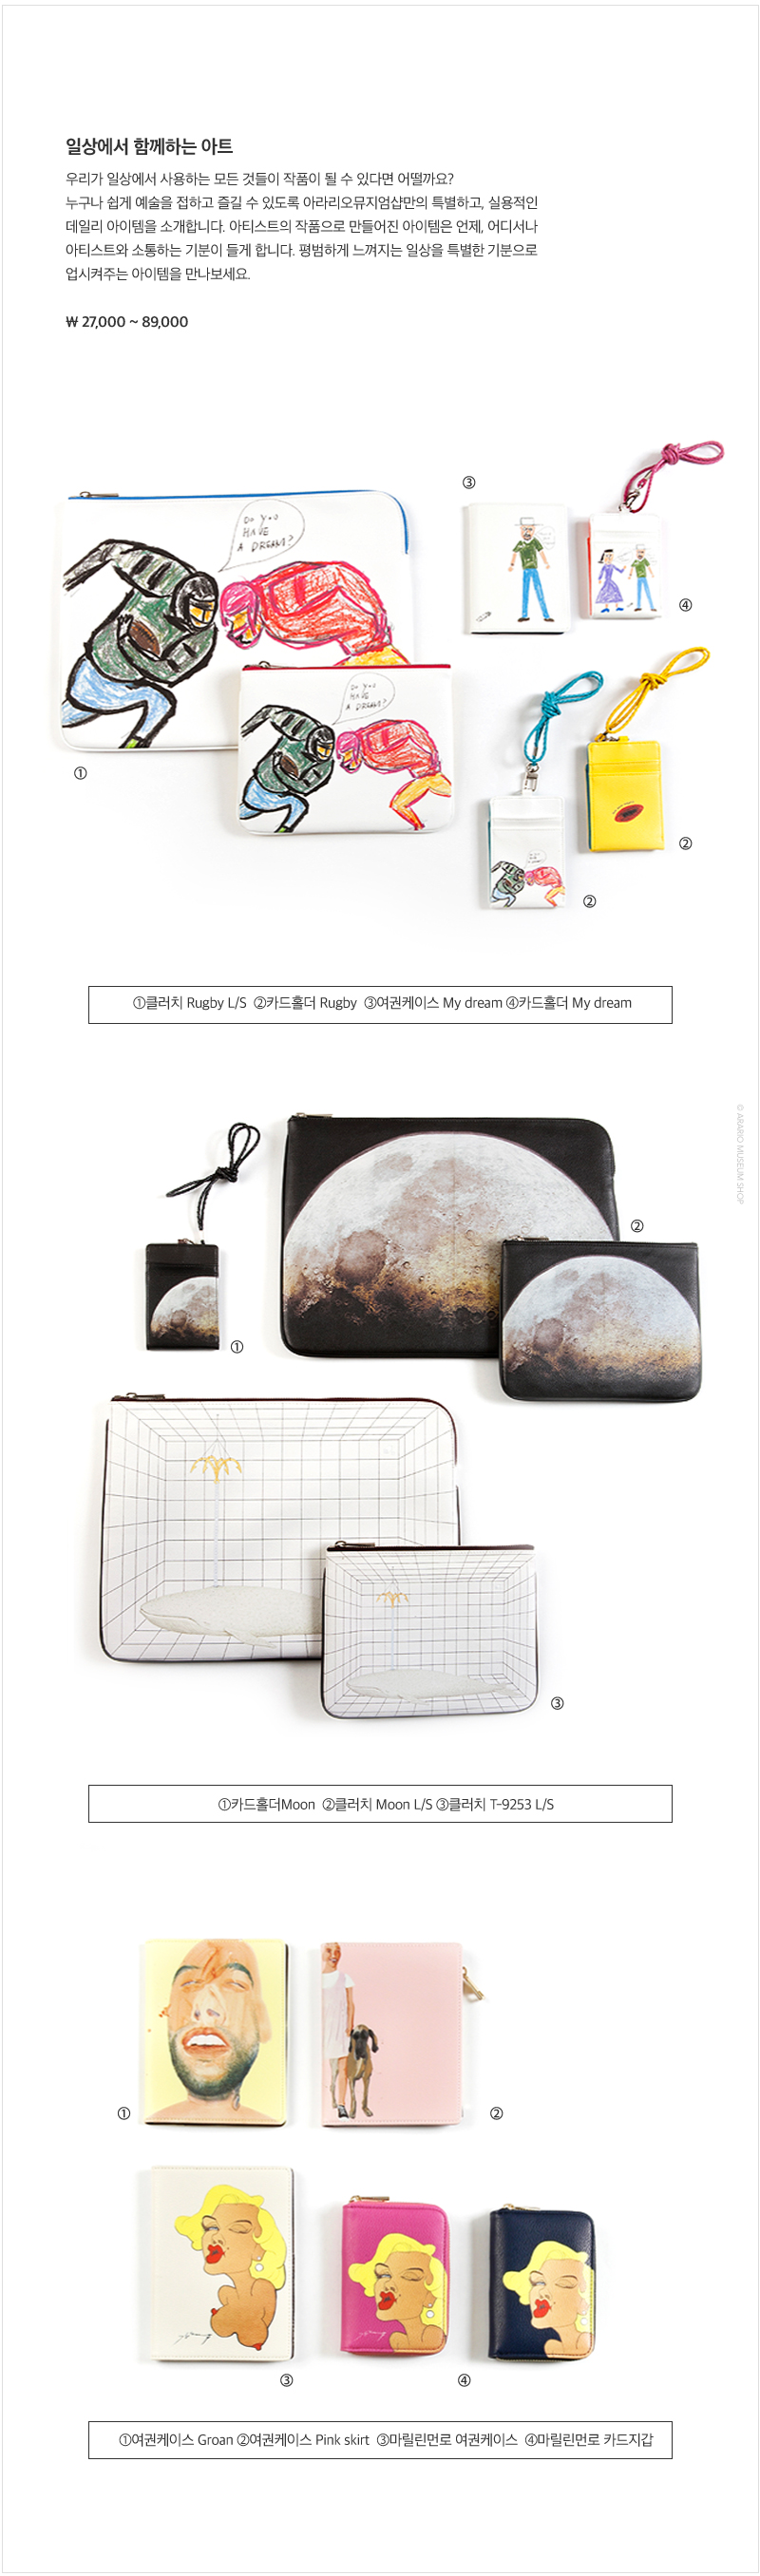 일상에서 함께하는 아트
우리가 일상에서 사용하는 모든 것들이 작품이 될 수 있다면 어떨까요?
누구나 쉽게 예술을 접하고 즐길 수 있도록 아라리오뮤지엄샵만의 특별하고, 실용적인
데일리 아이템을 소개합니다. 아티스트의 작품으로 만들어진 아이템은 언제, 어디서나
아티스트와 소통하는 기분이 들게 합니다. 평범하게 느껴지는 일상을 특별한 기분으로
업시켜주는 아이템을 만나보세요.
₩ 27,000 ~ 89,000
DO YOU
HAVE
A DREAM?
③
④
DO YOU
HAVE
A DREAM?
①
②
②
①클러치 Rugby L/S ②카드홀더 Rugby ③여권케이스 My dream ④카드홀더 My dream
© ARARIO MUSEUM SHOP
②
①
③
①카드홀더Moon ②클러치 Moon L/S ③클러치 T-9253 L/S
①
②
③
④
①여권케이스 Groan ②여권케이스 Pink skirt ③마릴린먼로 여권케이스 ④마릴린먼로 카드지갑